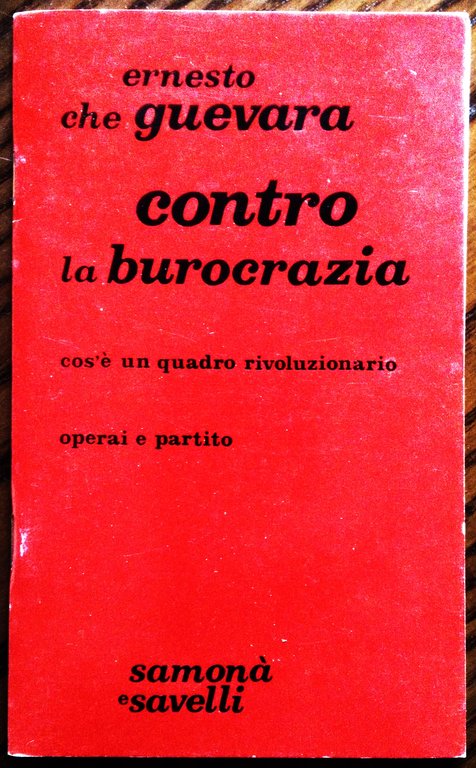 ernesto
che guevara
contro
la burocrazia
cos'è un quadro rivoluzionario
operai e partito
samonà
e savelli